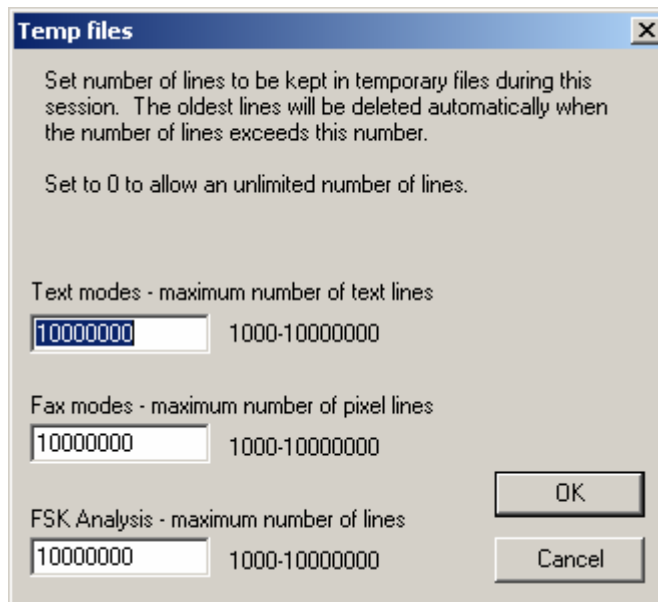 Temp files
Set number of lines to be kept in temporary files during this
session. The oldest lines will be deleted automatically when
the number of lines exceeds this number.
Set to 0 to allow an unlimited number of lines.
Text modes - maximum number of text lines
10000000 1000-10000000
Fax modes - maximum number of pixel lines
10000000 1000-10000000
OK
FSK Analysis - maximum number of lines
10000000 1000-10000000
Cancel